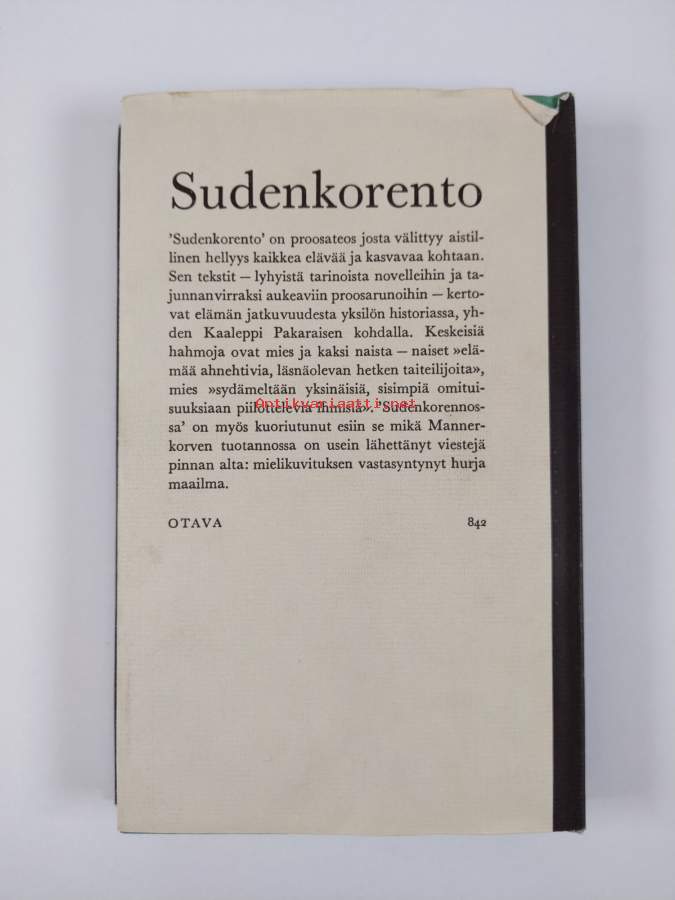 Sudenkorento
'Sudenkorento' on proosateos josta välittyy aistil-
linen hellyys kaikkea elävää ja kasvavaa kohtaan.
Sen tekstit — lyhyistä tarinoista novelleihin ja ta-
junnanvirraksi aukeaviin proosarunoihin — kerto-
vat elämän jatkuvuudesta yksilön historiassa, yh-
den Kaaleppi Pakaraisen kohdalla. Keskeisiä
hahmoja ovat mies ja kaksi naista — naiset »elä-
mää ahnehtivia, läsnäolevan hetken taiteilijoita»,
mies »sydämeltään yksinäisiä, sisimpiä omitui-
suuksiaan piilottelevia ihmisiä». 'Sudenkorennos-
Antikvariaatti.net
sa' on myös kuoriutunut esiin se mikä Manner-
korven tuotannossa on usein lähettänyt viestejä
pinnan alta: mielikuvituksen vastasyntynyt hurja
maailma.
OTAVA 842